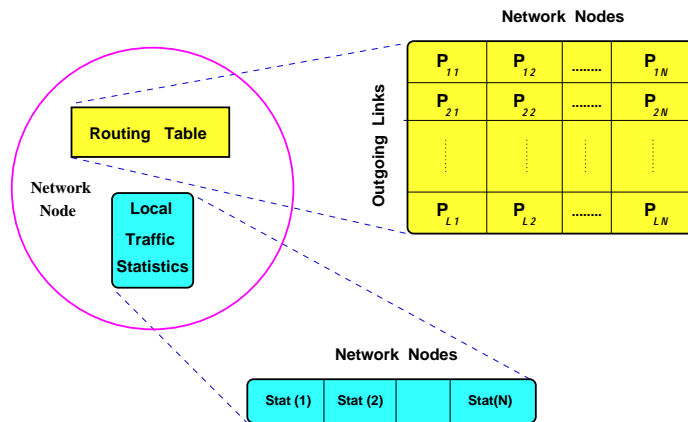 Network Nodes
Outgoing Links
P11 P12 ........ P1N
P21 P22 ........ P2N
PL1 PL2 ........ PLN
Routing Table
Network
Node
Local
Traffic
Statistics
Network Nodes
Stat (1) Stat (2) Stat(N)